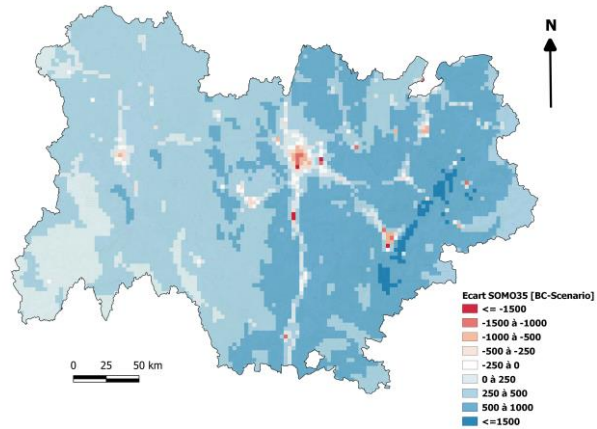 N
Ecart SOMO35 [BC-Scenario]
<= -1500
-1500 à -1000
-1000 à -500
-500 à -250
-250 à 0
0 à 250
250 à 500
500 à 1000
<=1500
0 25 50 km